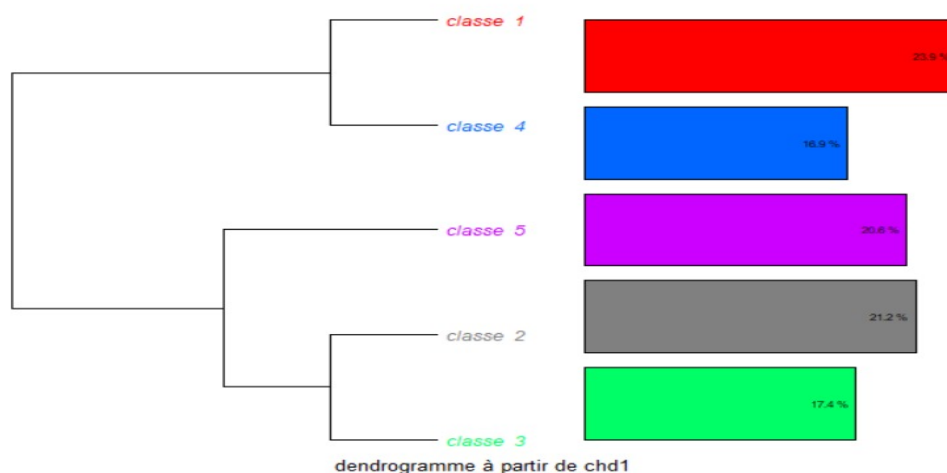 classe 1
23.9 %
classe 4
16.9 %
classe 5
20.6 %
classe 2
21.2 %
classe 3
17.4 %
dendrogramme à partir de chd1